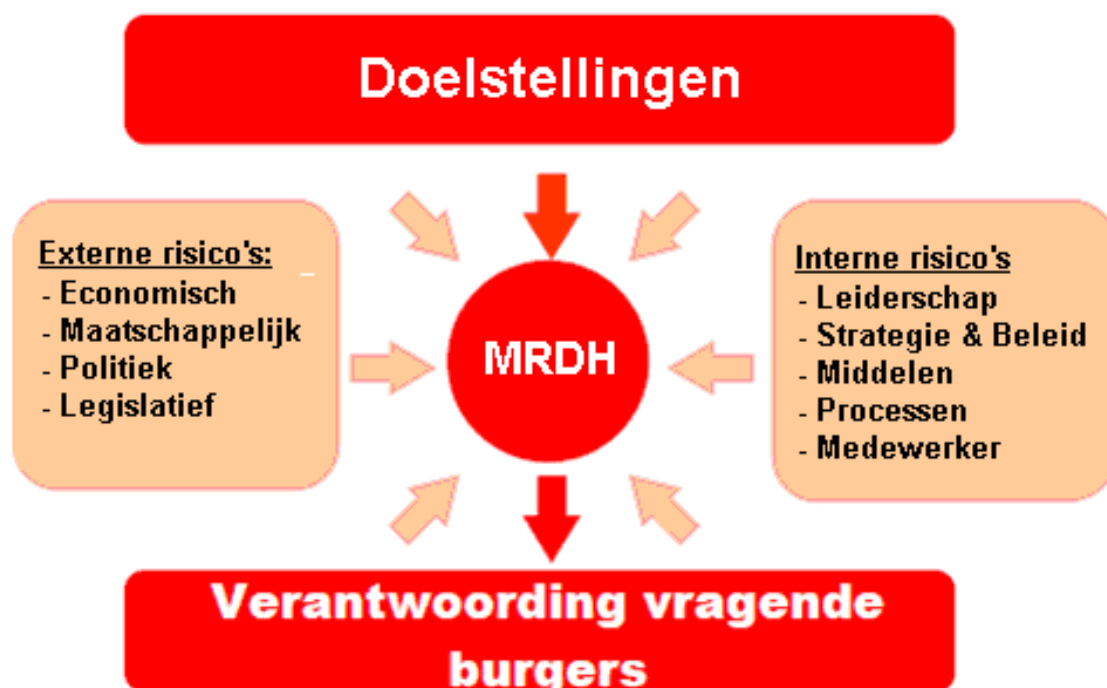 Doelstellingen
Externe risico's:
- Economisch
- Maatschappelijk
- Politiek
- Legislatief
MRDH
Interne risico's
- Leiderschap
- Strategie & Beleid
- Middelen
- Processen
- Medewerker
Verantwoording vragende
burgers